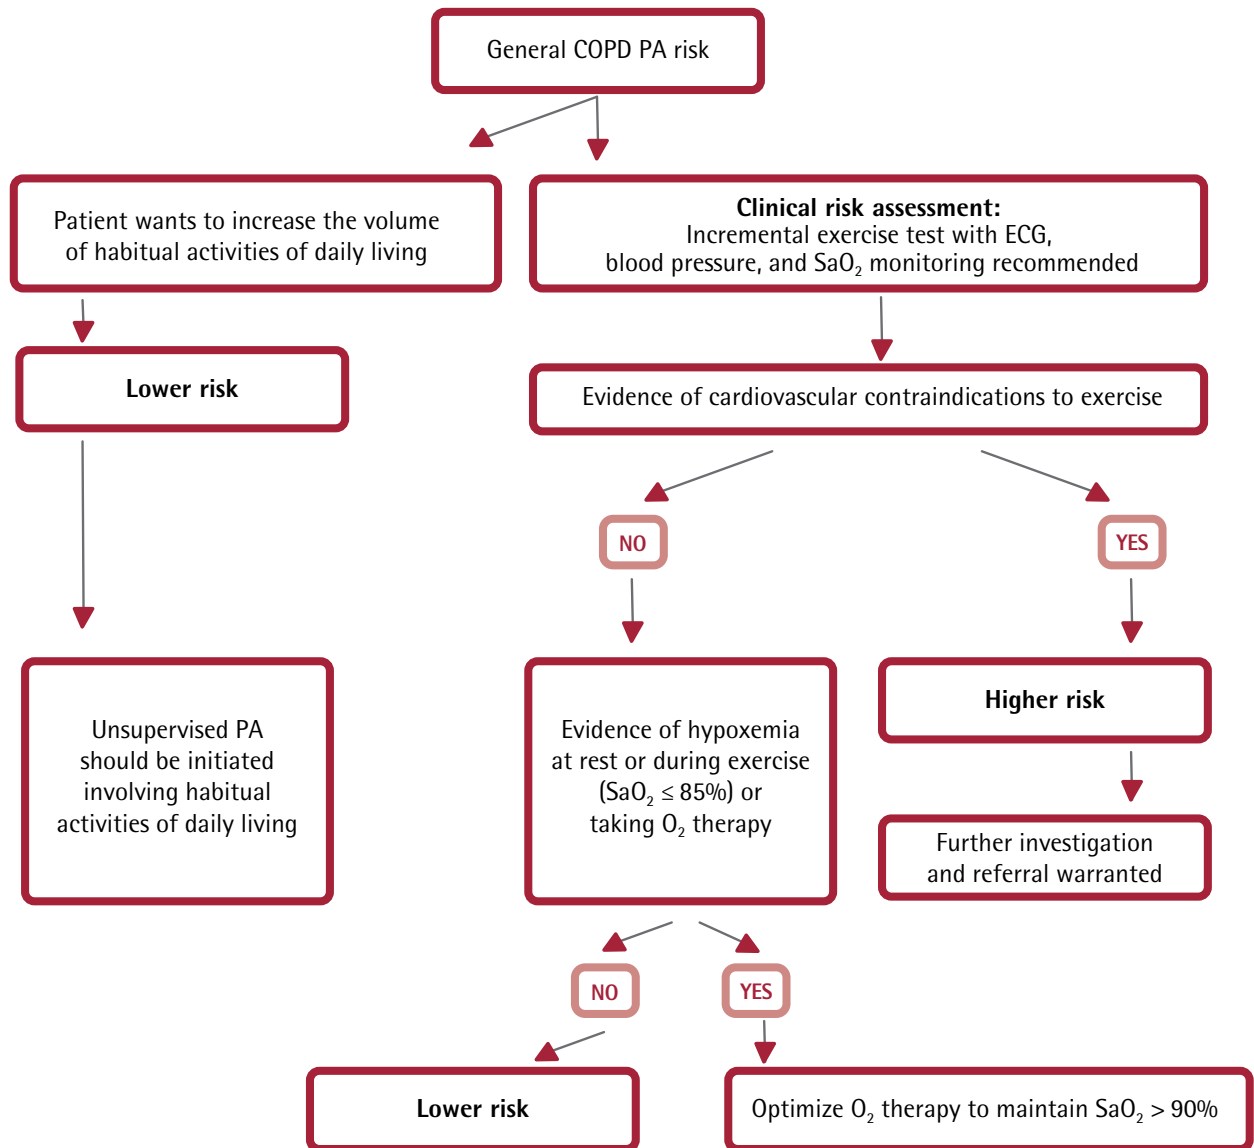 General COPD PA risk
Patient wants to increase the volume
of habitual activities of daily living
Clinical risk assessment:
Incremental exercise test with ECG,
blood pressure, and SaO₂ monitoring recommended
Lower risk
Evidence of cardiovascular contraindications to exercise
NO
YES
Unsupervised PA
should be initiated
involving habitual
activities of daily living
Evidence of hypoxemia
at rest or during exercise
(SaO₂ ≤ 85%) or
taking O₂ therapy
Higher risk
Further investigation
and referral warranted
NO
YES
Lower risk
Optimize O₂ therapy to maintain SaO₂ > 90%